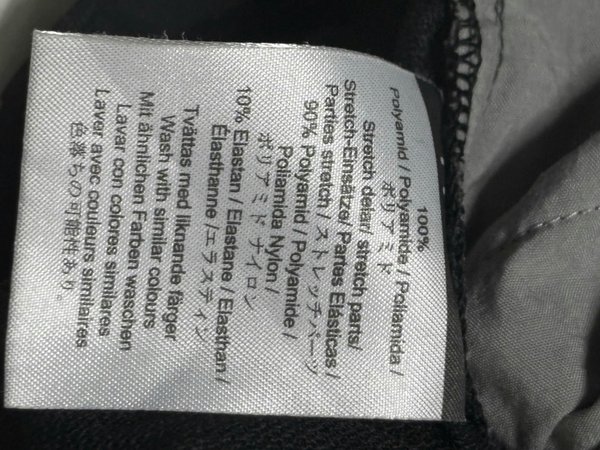 100%
Polyamid / Polyamide / Poliamida /
ポリアミド
Stretch delar/ stretch parts/
Stretch-Einsätze/ Partes Elásticas /
Parties stretch / ストレッチパーツ
90% Polyamid / Polyamide /
Poliamida Nylon /
ポリアミド ナイロン
10% Elastan / Elastane / Elasthan /
Élasthanne /エラスティン
Tvättas med liknande färger
Wash with similar colours
Mit ähnlichen Farben waschen
Lavar con colores similares
Laver avec couleurs similaires
色落ちの可能性あり。